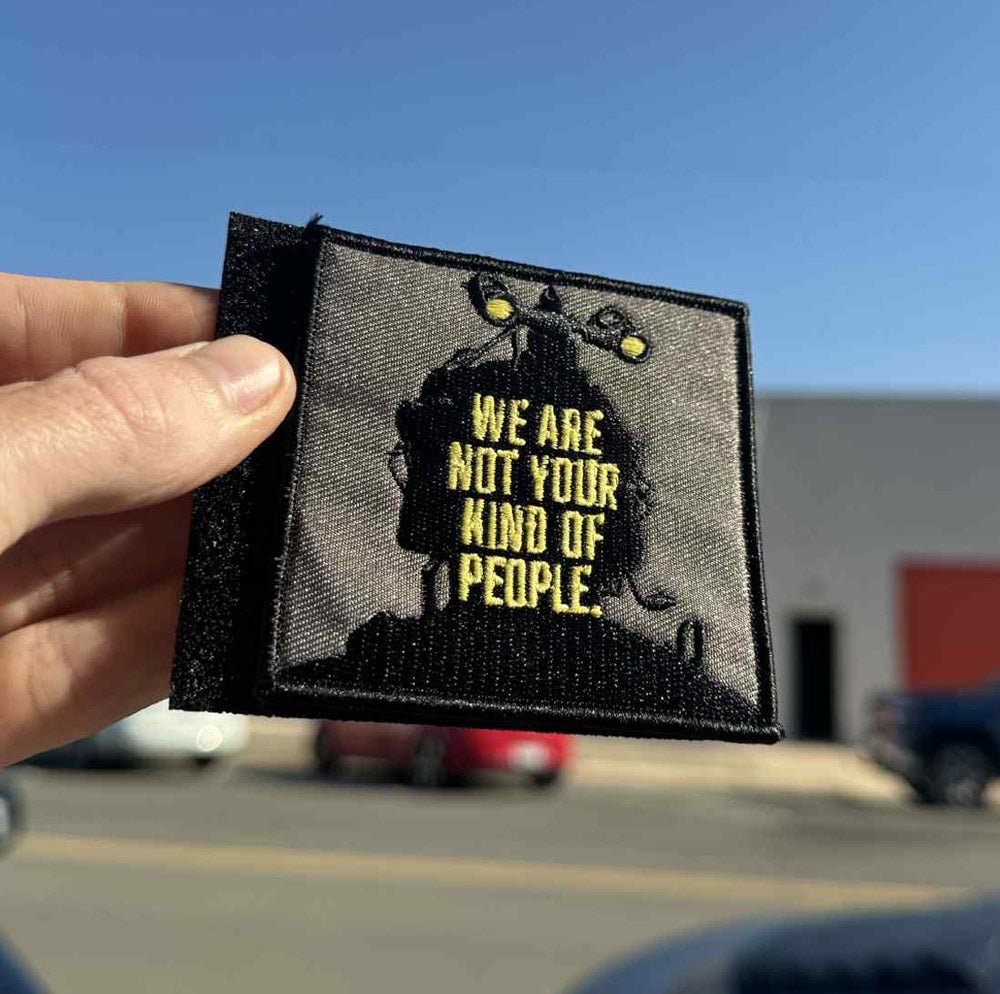 WE ARE
NOT YOUR
KIND OF
PEOPLE.